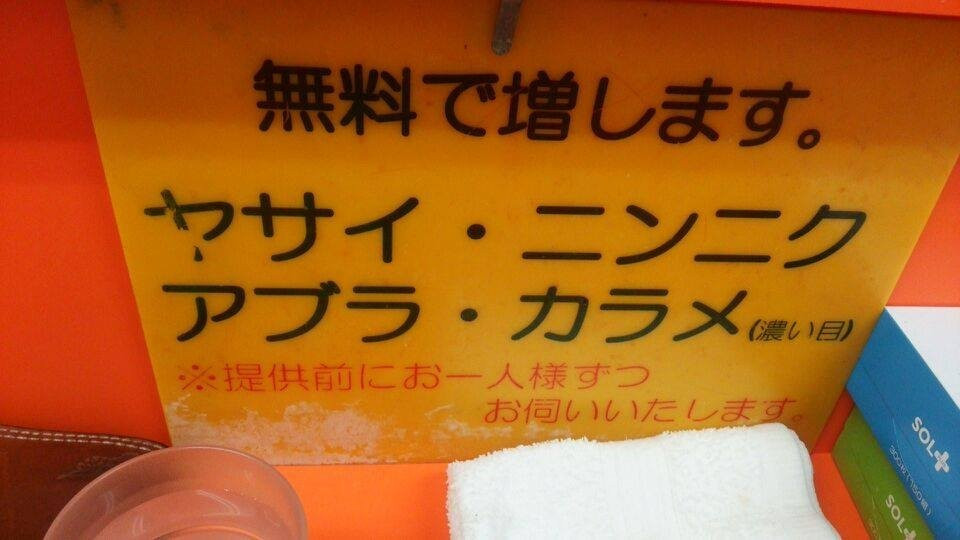 無料で増します。
ヤサイ・ニンニク
アブラ・カラメ(濃い目)
※提供前にお一人様ずつ
お伺いいたします。
SOL+
SOL+